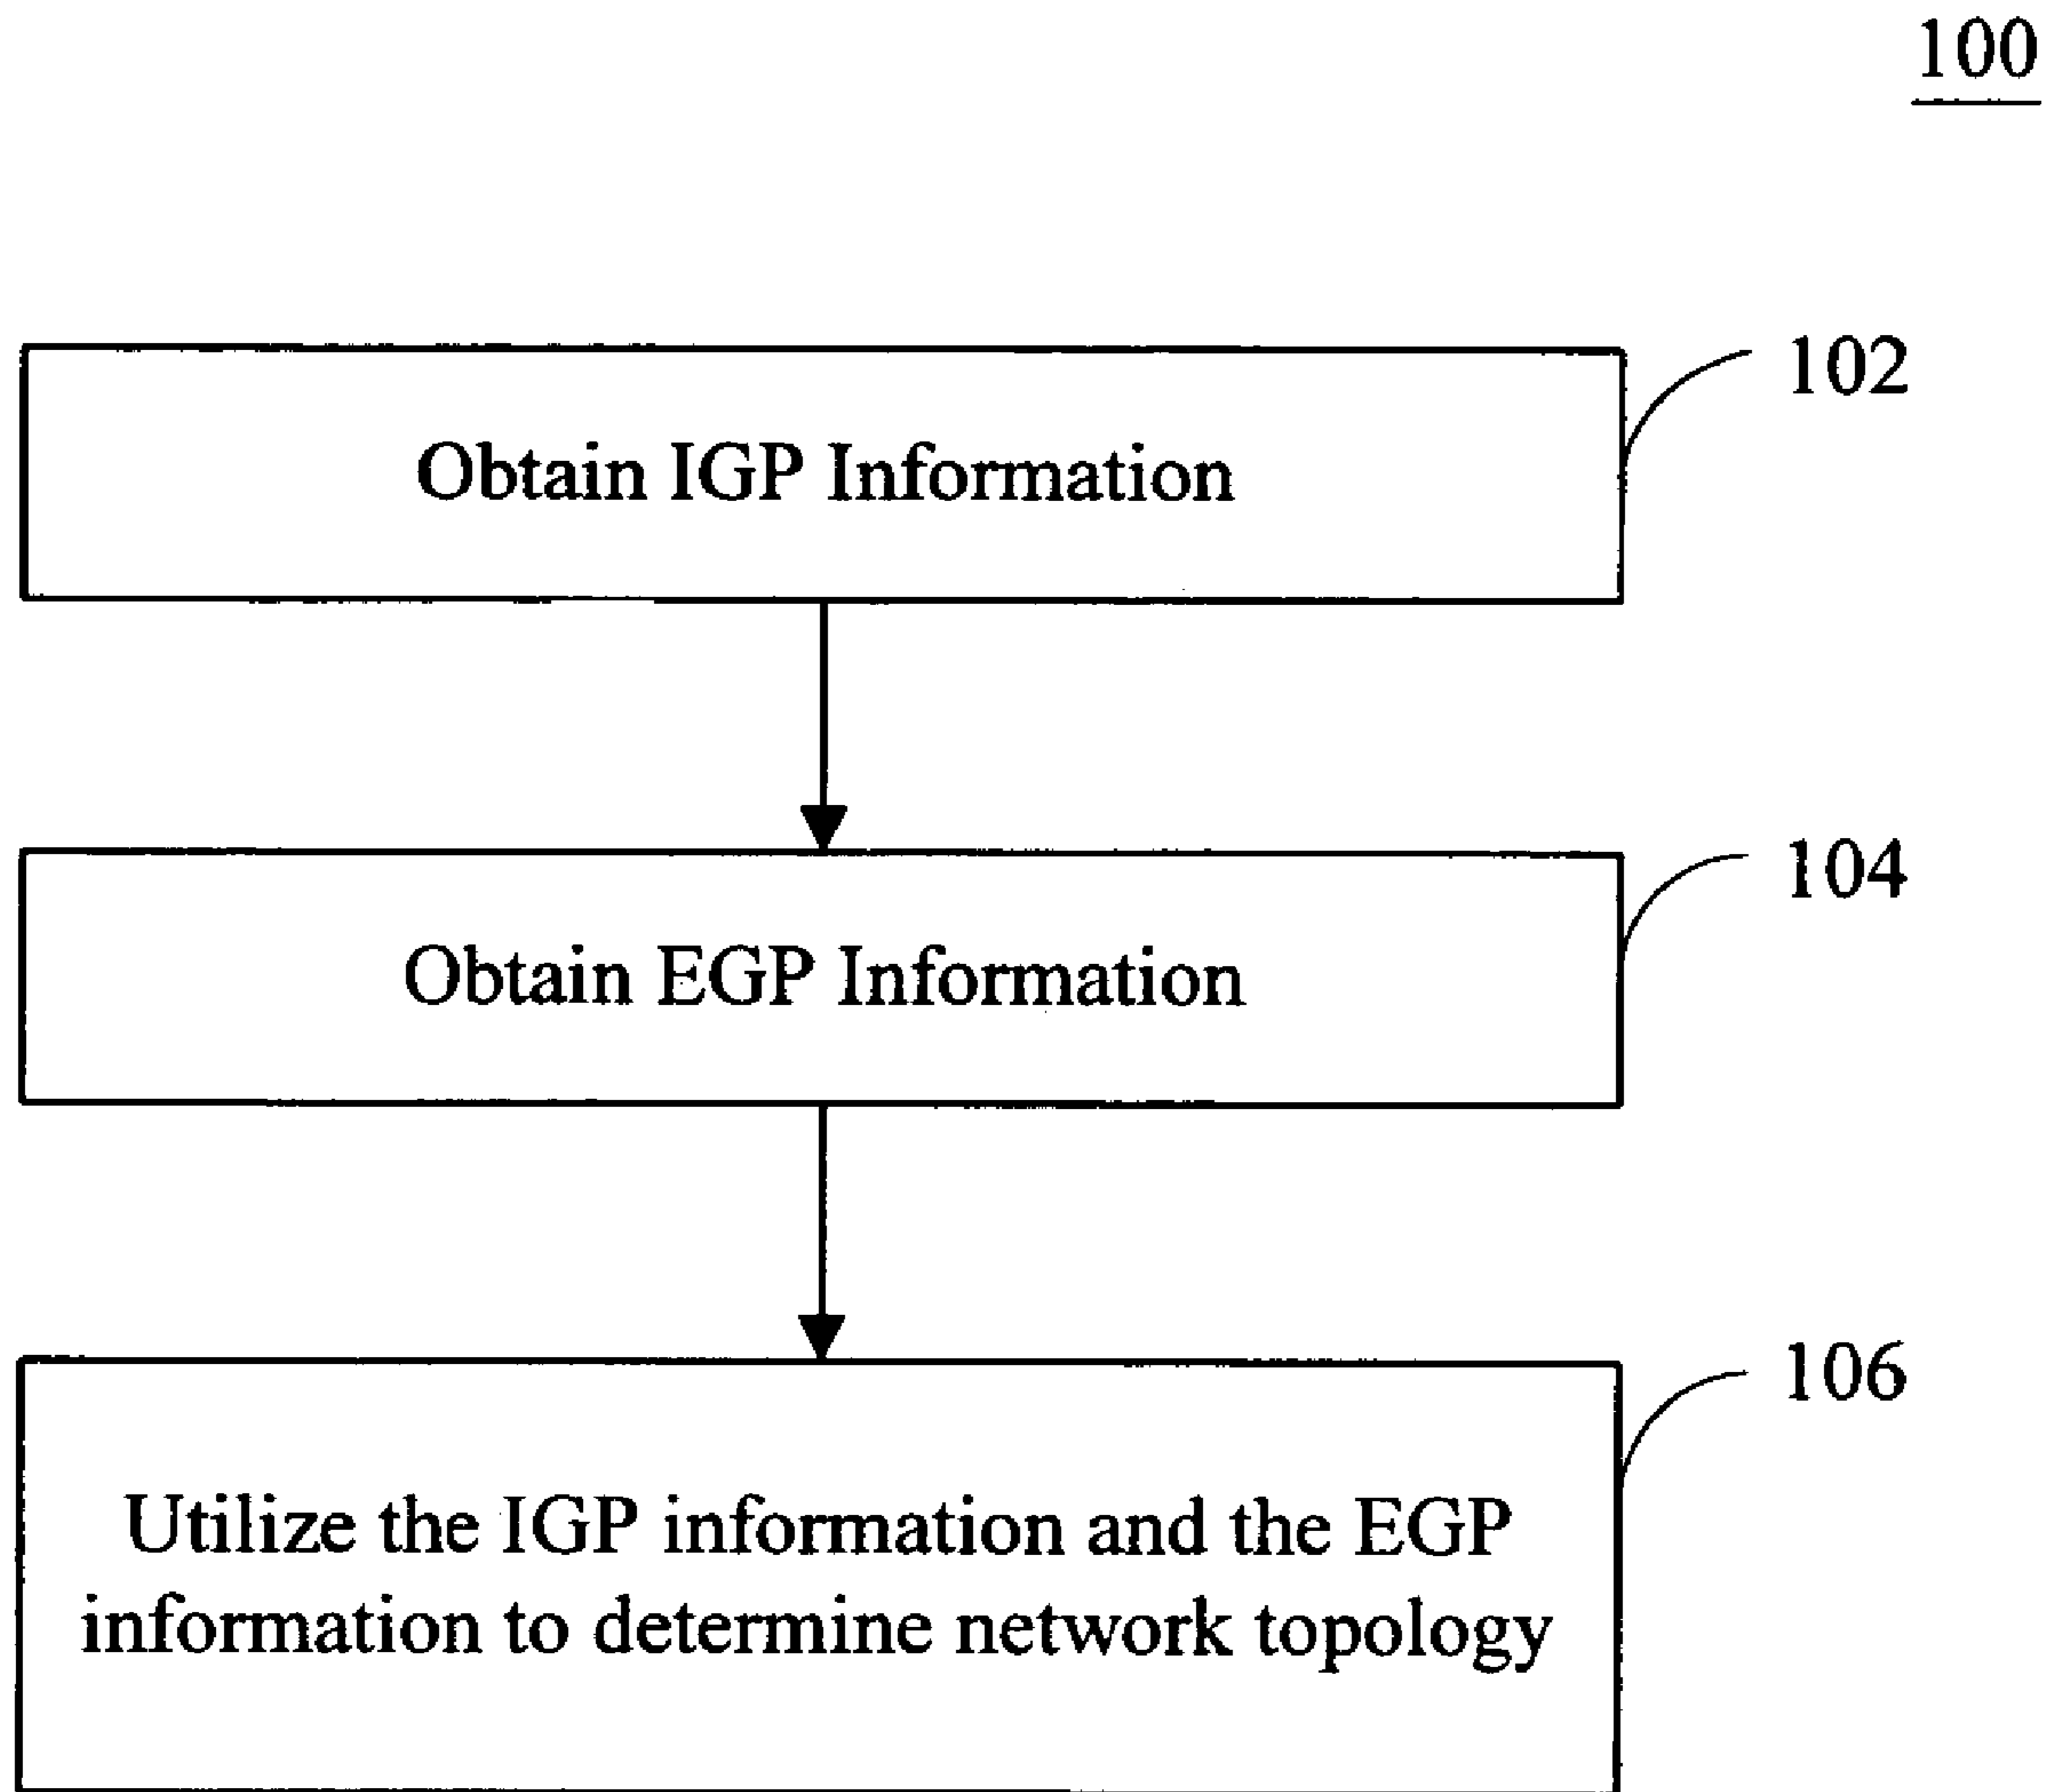 100
Obtain IGP Information
102
Obtain EGP Information
104
Utilize the IGP information and the EGP
information to determine network topology
106